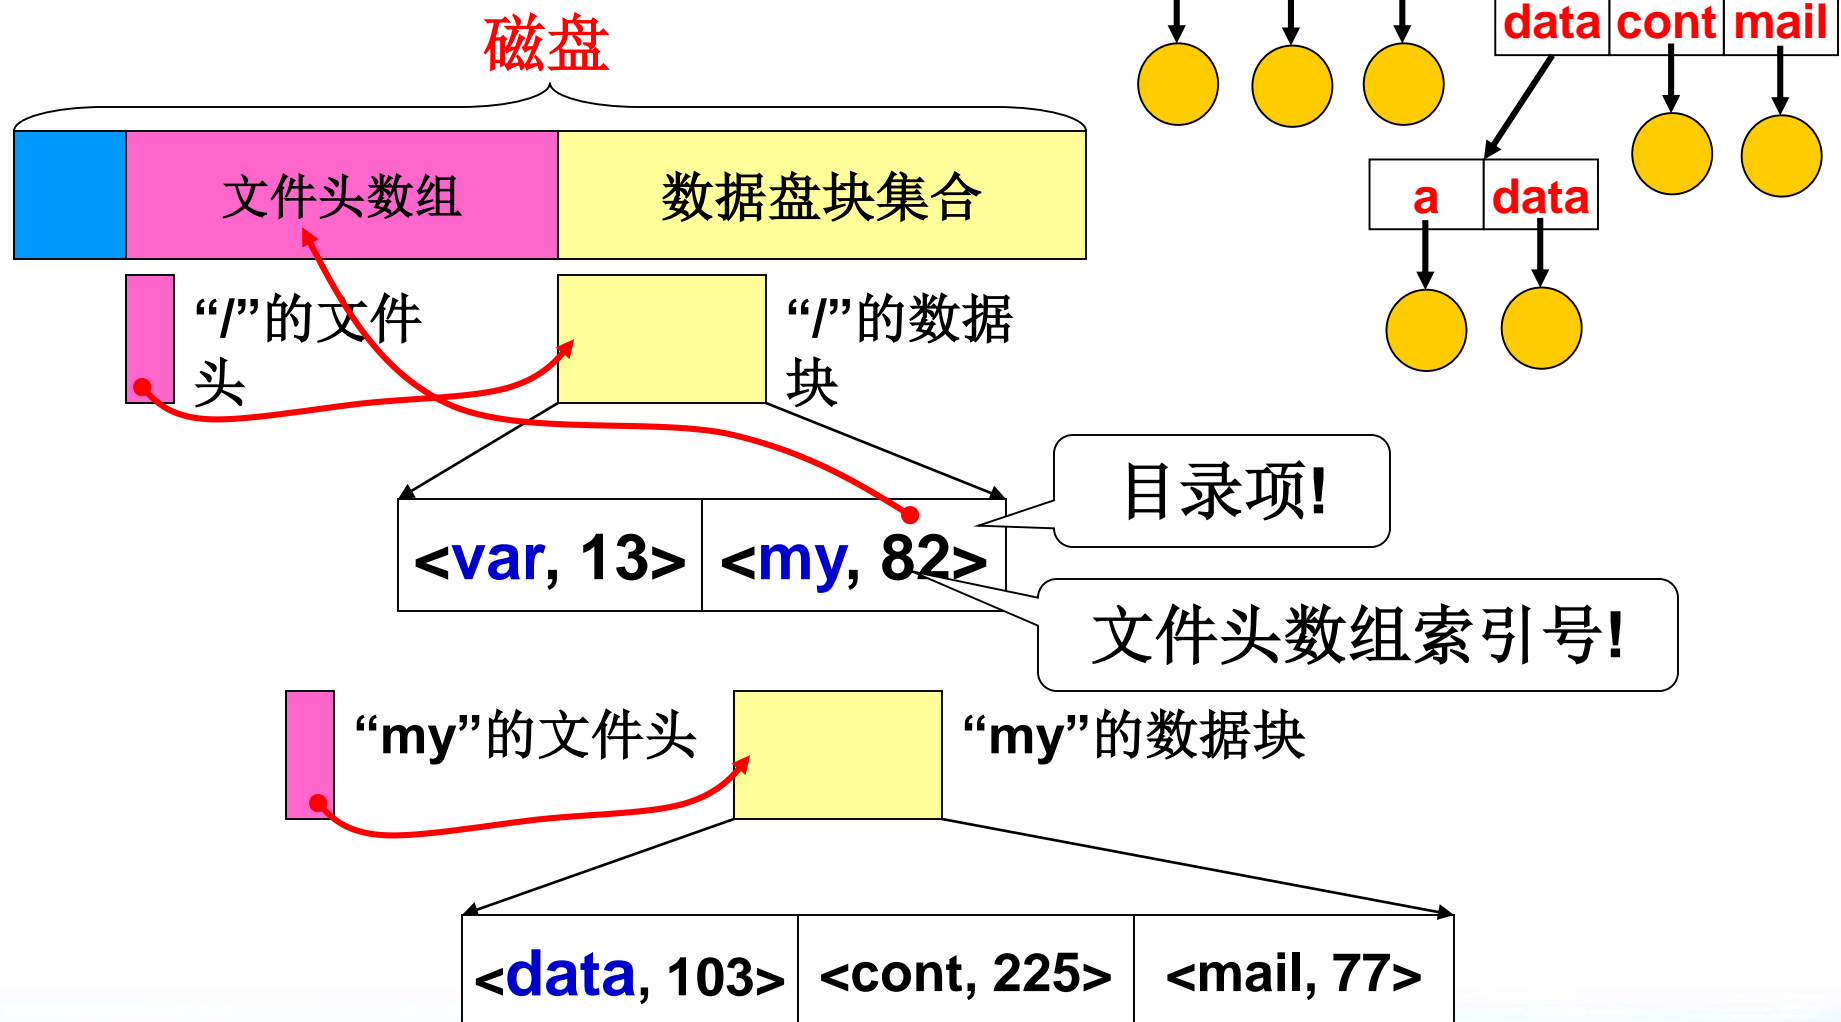 磁盘
data cont mail
文件头数组
数据盘块集合
a data
“/”的文件
头
“/”的数据
块
目录项!
<var, 13> <my, 82>
文件头数组索引号!
“my”的文件头
“my”的数据块
<data, 103> <cont, 225> <mail, 77>